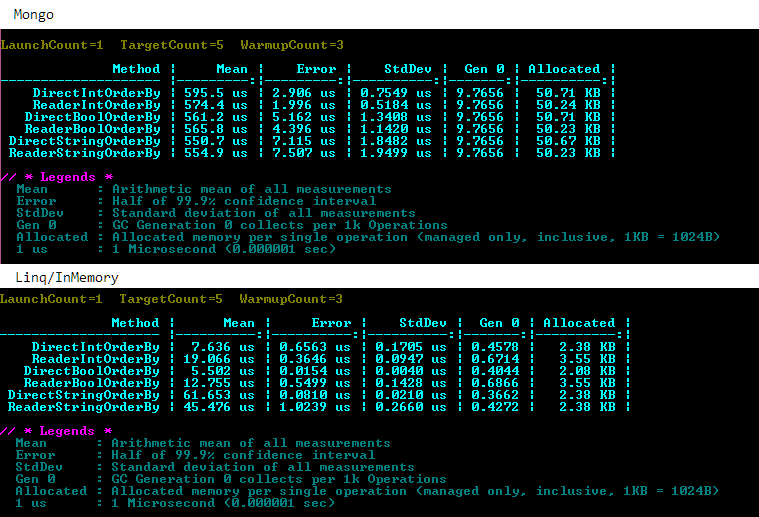 Mongo
LaunchCount=1  TargetCount=5  WarmupCount=3
Method | Mean | Error | StdDev | Gen 0 | Allocated |
-------------------- |----------:|----------:|----------:|-------:|----------:|
DirectIntOrderBy | 595.5 us | 2.906 us | 0.7549 us | 9.7656 | 50.71 KB |
ReaderIntOrderBy | 574.4 us | 1.996 us | 0.5184 us | 9.7656 | 50.24 KB |
DirectBoolOrderBy | 561.2 us | 5.162 us | 1.3408 us | 9.7656 | 50.71 KB |
ReaderBoolOrderBy | 565.8 us | 4.396 us | 1.1420 us | 9.7656 | 50.23 KB |
DirectStringOrderBy | 550.7 us | 7.115 us | 1.8482 us | 9.7656 | 50.67 KB |
ReaderStringOrderBy | 554.9 us | 7.507 us | 1.9499 us | 9.7656 | 50.23 KB |
// * Legends *
Mean      : Arithmetic mean of all measurements
Error     : Half of 99.9% confidence interval
StdDev    : Standard deviation of all measurements
Gen 0     : GC Generation 0 collects per 1k Operations
Allocated : Allocated memory per single operation (managed only, inclusive, 1KB = 1024B)
1 us      : 1 Microsecond (0.000001 sec)
Linq/InMemory
LaunchCount=1  TargetCount=5  WarmupCount=3
Method | Mean | Error | StdDev | Gen 0 | Allocated |
-------------------- |----------:|----------:|----------:|-------:|----------:|
DirectIntOrderBy | 7.636 us | 0.6563 us | 0.1705 us | 0.4578 | 2.38 KB |
ReaderIntOrderBy | 19.066 us | 0.3646 us | 0.0947 us | 0.6714 | 3.55 KB |
DirectBoolOrderBy | 5.502 us | 0.0154 us | 0.0040 us | 0.4044 | 2.08 KB |
ReaderBoolOrderBy | 12.755 us | 0.5499 us | 0.1428 us | 0.6866 | 3.55 KB |
DirectStringOrderBy | 61.653 us | 0.0810 us | 0.0210 us | 0.3662 | 2.38 KB |
ReaderStringOrderBy | 45.476 us | 1.0239 us | 0.2660 us | 0.4272 | 2.38 KB |
// * Legends *
Mean      : Arithmetic mean of all measurements
Error     : Half of 99.9% confidence interval
StdDev    : Standard deviation of all measurements
Gen 0     : GC Generation 0 collects per 1k Operations
Allocated : Allocated memory per single operation (managed only, inclusive, 1KB = 1024B)
1 us      : 1 Microsecond (0.000001 sec)